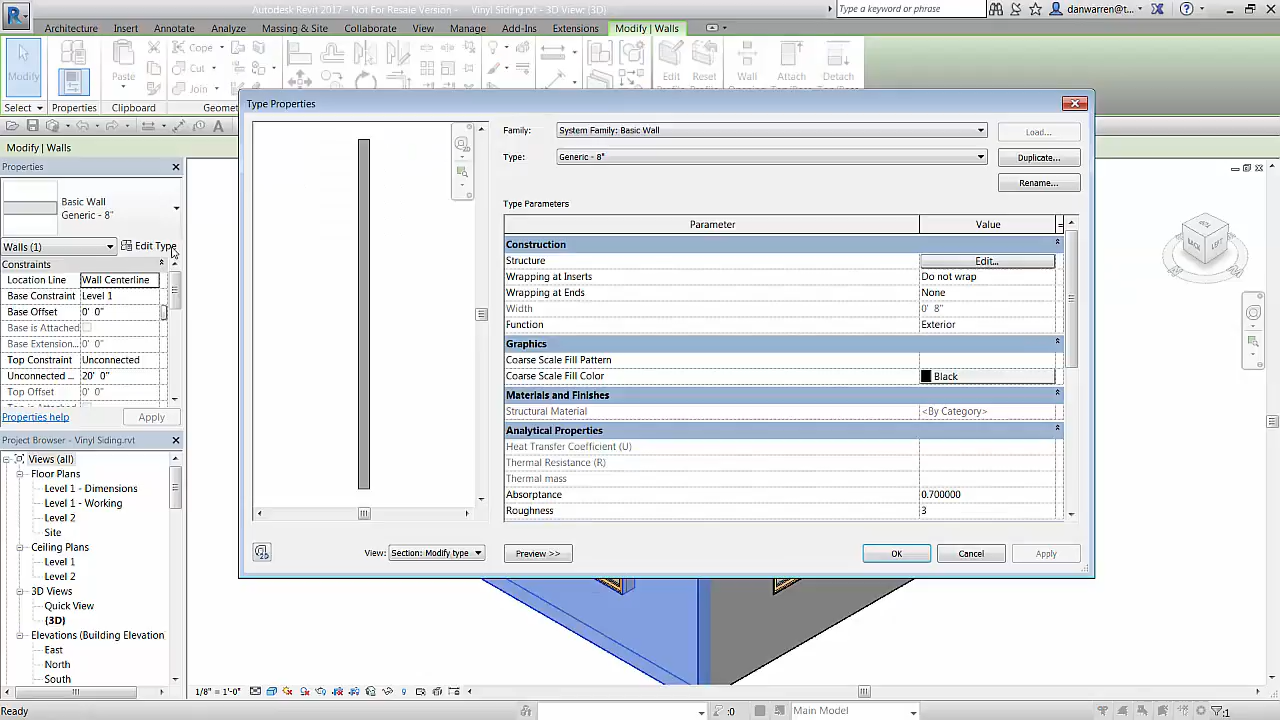 Autodesk Revit 2017 - Not For Resale Version - Vinyl Siding.rvt - 3D View: {3D}
Type a keyword or phrase
danwarren@t...
Architecture Insert Annotate Analyze Massing & Site Collaborate View Manage Add-Ins Extensions Modify | Walls
Modify
Paste
Cope
Cut
Join
Edit
Reset
Wall
Attach
Detach
Select Properties Clipboard
Modify | Walls
Properties
Basic Wall
Generic - 8"
Walls (1)
Edit Type
Constraints
Location Line Wall Centerline
Base Constraint Level 1
Base Offset 0' 0"
Base is Attached
Base Extension... 0' 0"
Top Constraint Unconnected
Unconnected ... 20' 0"
Top Offset 0' 0"
Properties help
Apply
Project Browser - Vinyl Siding.rvt
Views (all)
Floor Plans
Level 1 - Dimensions
Level 1 - Working
Level 2
Site
Ceiling Plans
Level 1
Level 2
3D Views
Quick View
{3D}
Elevations (Building Elevation
East
North
South
Type Properties
Family: System Family: Basic Wall Load...
Type: Generic - 8" Duplicate...
Rename...
Type Parameters
Parameter Value =
Construction
Structure Edit...
Wrapping at Inserts Do not wrap
Wrapping at Ends None
Width 0' 8"
Function Exterior
Graphics
Coarse Scale Fill Pattern
Coarse Scale Fill Color Black
Materials and Finishes
Structural Material <By Category>
Analytical Properties
Heat Transfer Coefficient (U)
Thermal Resistance (R)
Thermal mass
Absorptance 0.700000
Roughness 3
View: Section: Modify type
Preview >>
OK Cancel Apply
LEFT
1/8" = 1'-0"
Ready
:0
Main Model
:1